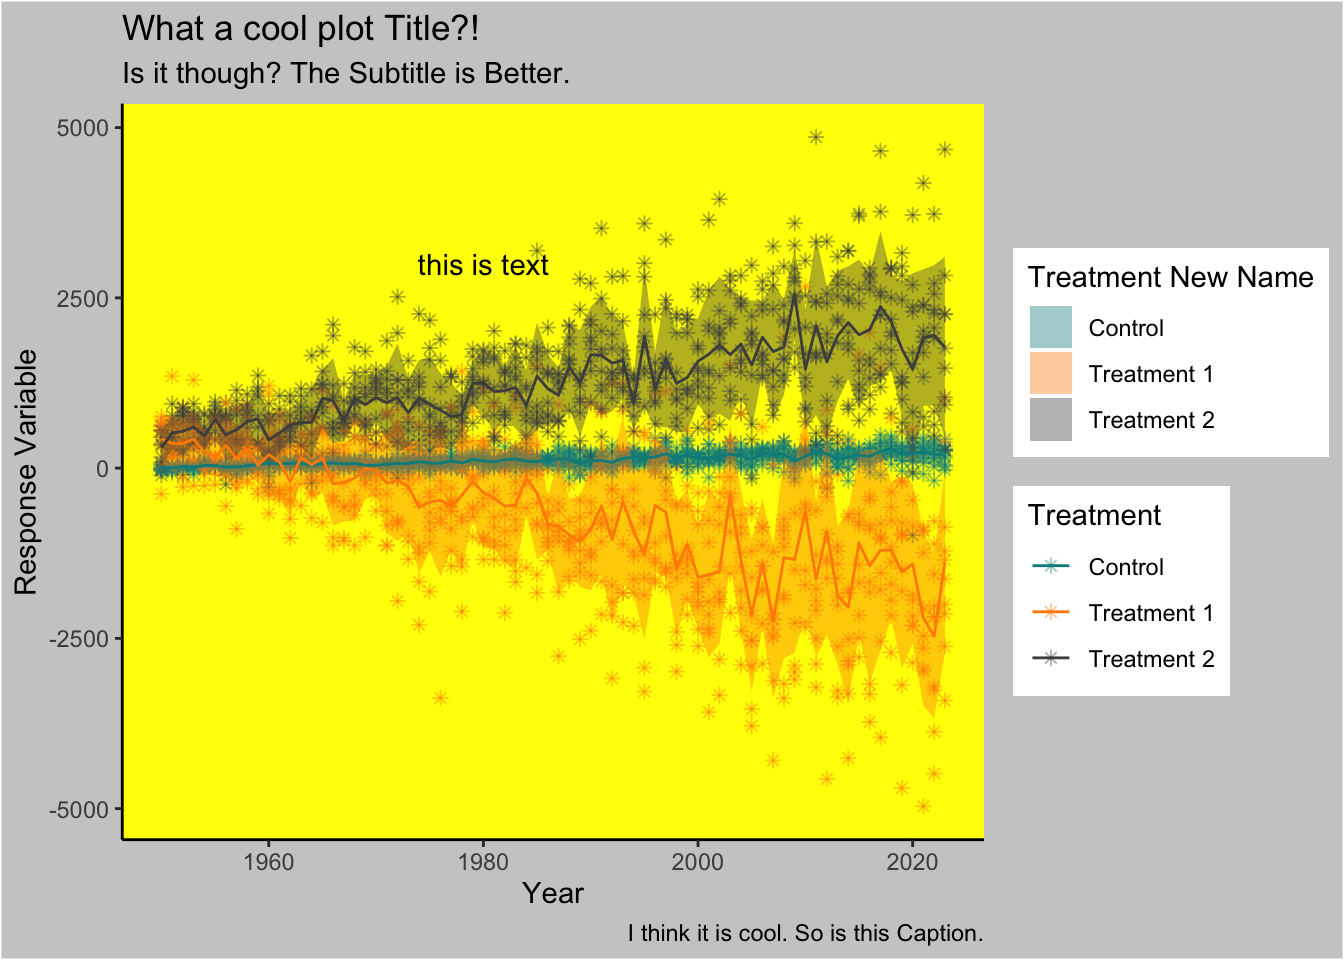 What a cool plot Title?!
Is it though? The Subtitle is Better.
5000
2500
0
-2500
-5000
Response Variable
this is text
1960
1980
2000
2020
Year
I think it is cool. So is this Caption.
Treatment New Name
Control
Treatment 1
Treatment 2
Treatment
Control
Treatment 1
Treatment 2